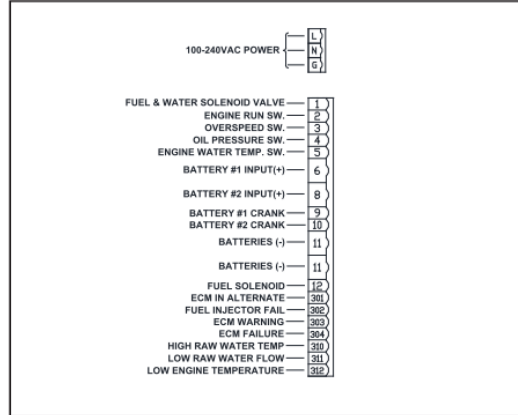 L
100-240VAC POWER N
G
FUEL & WATER SOLENOID VALVE 1
ENGINE RUN SW. 2
OVERSPEED SW. 3
OIL PRESSURE SW. 4
ENGINE WATER TEMP. SW. 5
BATTERY #1 INPUT(+) 6
BATTERY #2 INPUT(+) 8
BATTERY #1 CRANK 9
BATTERY #2 CRANK 10
BATTERIES (-) 11
BATTERIES (-) 11
FUEL SOLENOID 12
ECM IN ALTERNATE 301
FUEL INJECTOR FAIL 302
ECM WARNING 303
ECM FAILURE 304
HIGH RAW WATER TEMP 310
LOW RAW WATER FLOW 311
LOW ENGINE TEMPERATURE 312